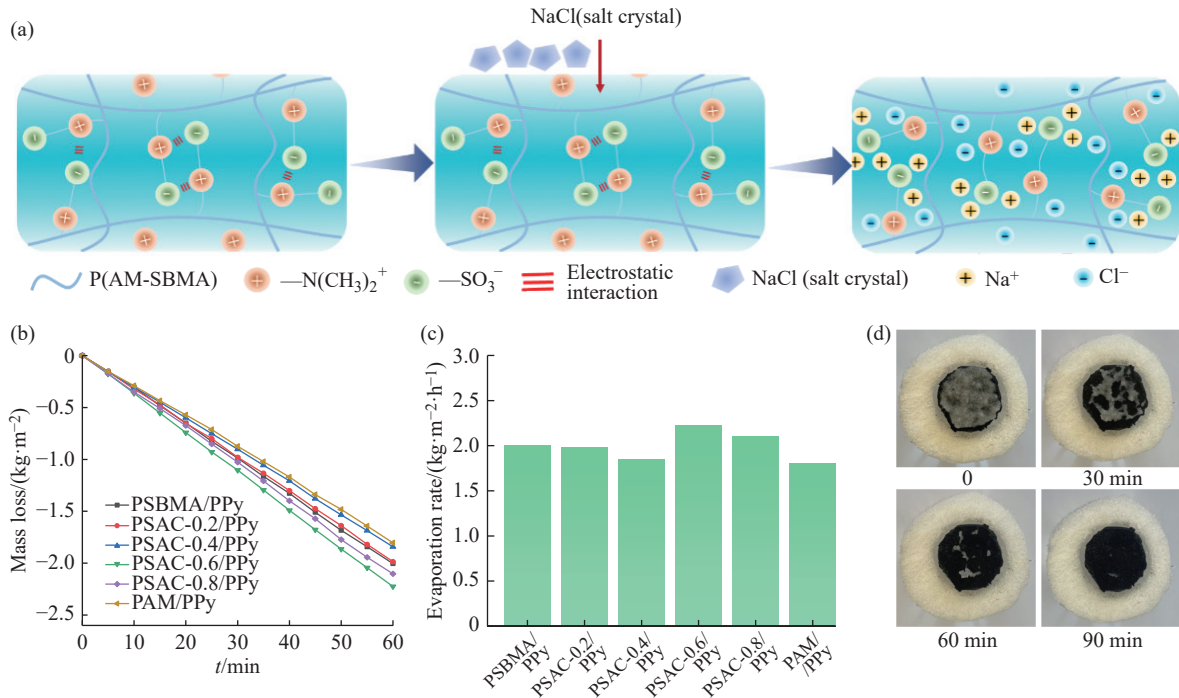 (a)
NaCl(salt crystal)
P(AM-SBMA)
—N(CH₃)₂⁺
—SO₃⁻
Electrostatic
interaction
NaCl (salt crystal)
Na⁺
Cl⁻
(b)
Mass loss/(kg·m⁻²)
0
−0.5
−1.0
−1.5
−2.0
−2.5
PSBMA/PPy
PSAC-0.2/PPy
PSAC-0.4/PPy
PSAC-0.6/PPy
PSAC-0.8/PPy
PAM/PPy
0 10 20 30 40 50 60
t/min
(c)
Evaporation rate/(kg·m⁻²·h⁻¹)
3.0
2.5
2.0
1.5
1.0
0.5
0
PSBMA/
PPy
PSAC-0.2/
PPy
PSAC-0.4/
PPy
PSAC-0.6/
PPy
PSAC-0.8/
PPy
PAM/
/PPy
(d)
0
30 min
60 min
90 min